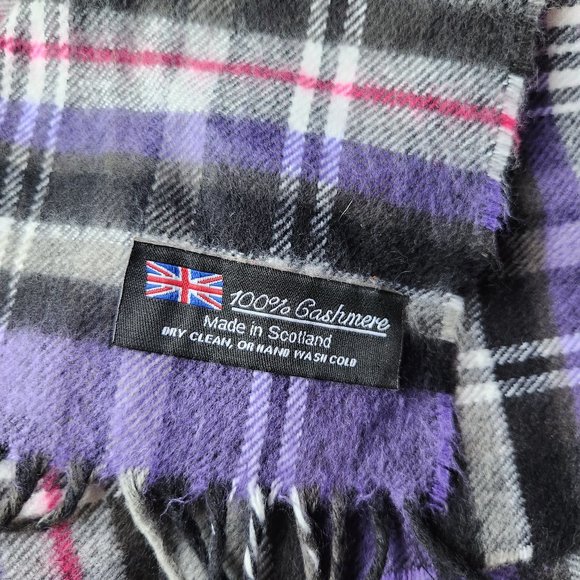 100% Cashmere
Made in Scotland
DRY CLEAN, OR HAND WASH COLD